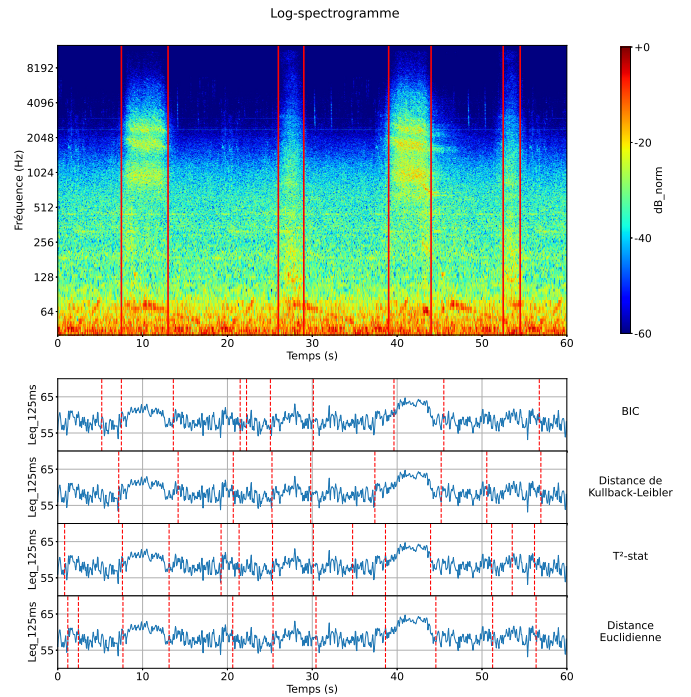 Log-spectrogramme
8192
4096
2048
1024
512
256
128
64
Fréquence (Hz)
0 10 20 30 40 50 60
Temps (s)
+0
-20
-40
-60
dB_norm
65
55
Leq_125ms
BIC
65
55
Leq_125ms
Distance de
Kullback-Leibler
65
55
Leq_125ms
T²-stat
65
55
Leq_125ms
Distance
Euclidienne
0 10 20 30 40 50 60
Temps (s)